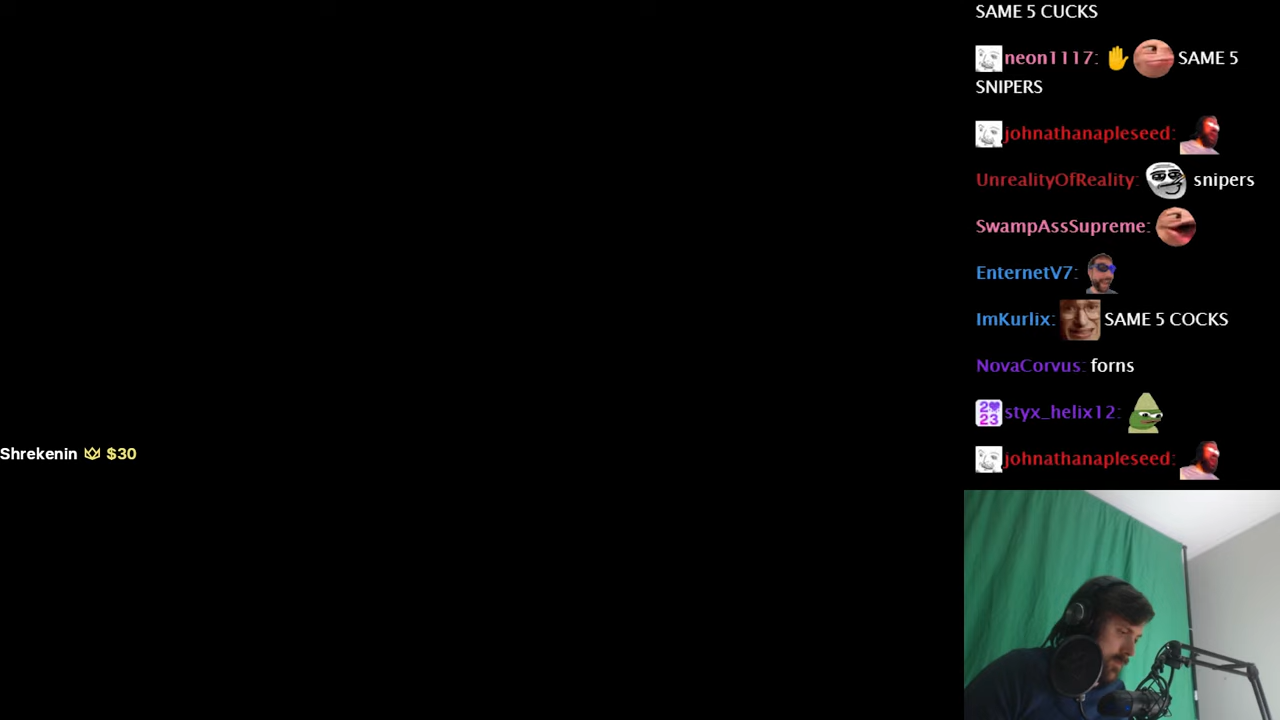 SAME 5 CUCKS
neon1117: SAME 5
SNIPERS
johnathanapleseed:
UnrealityOfReality: snipers
SwampAssSupreme:
EnternetV7:
ImKurlix: SAME 5 COCKS
NovaCorvus: forns
2023 styx_helix12:
johnathanapleseed:
Shrekenin $30